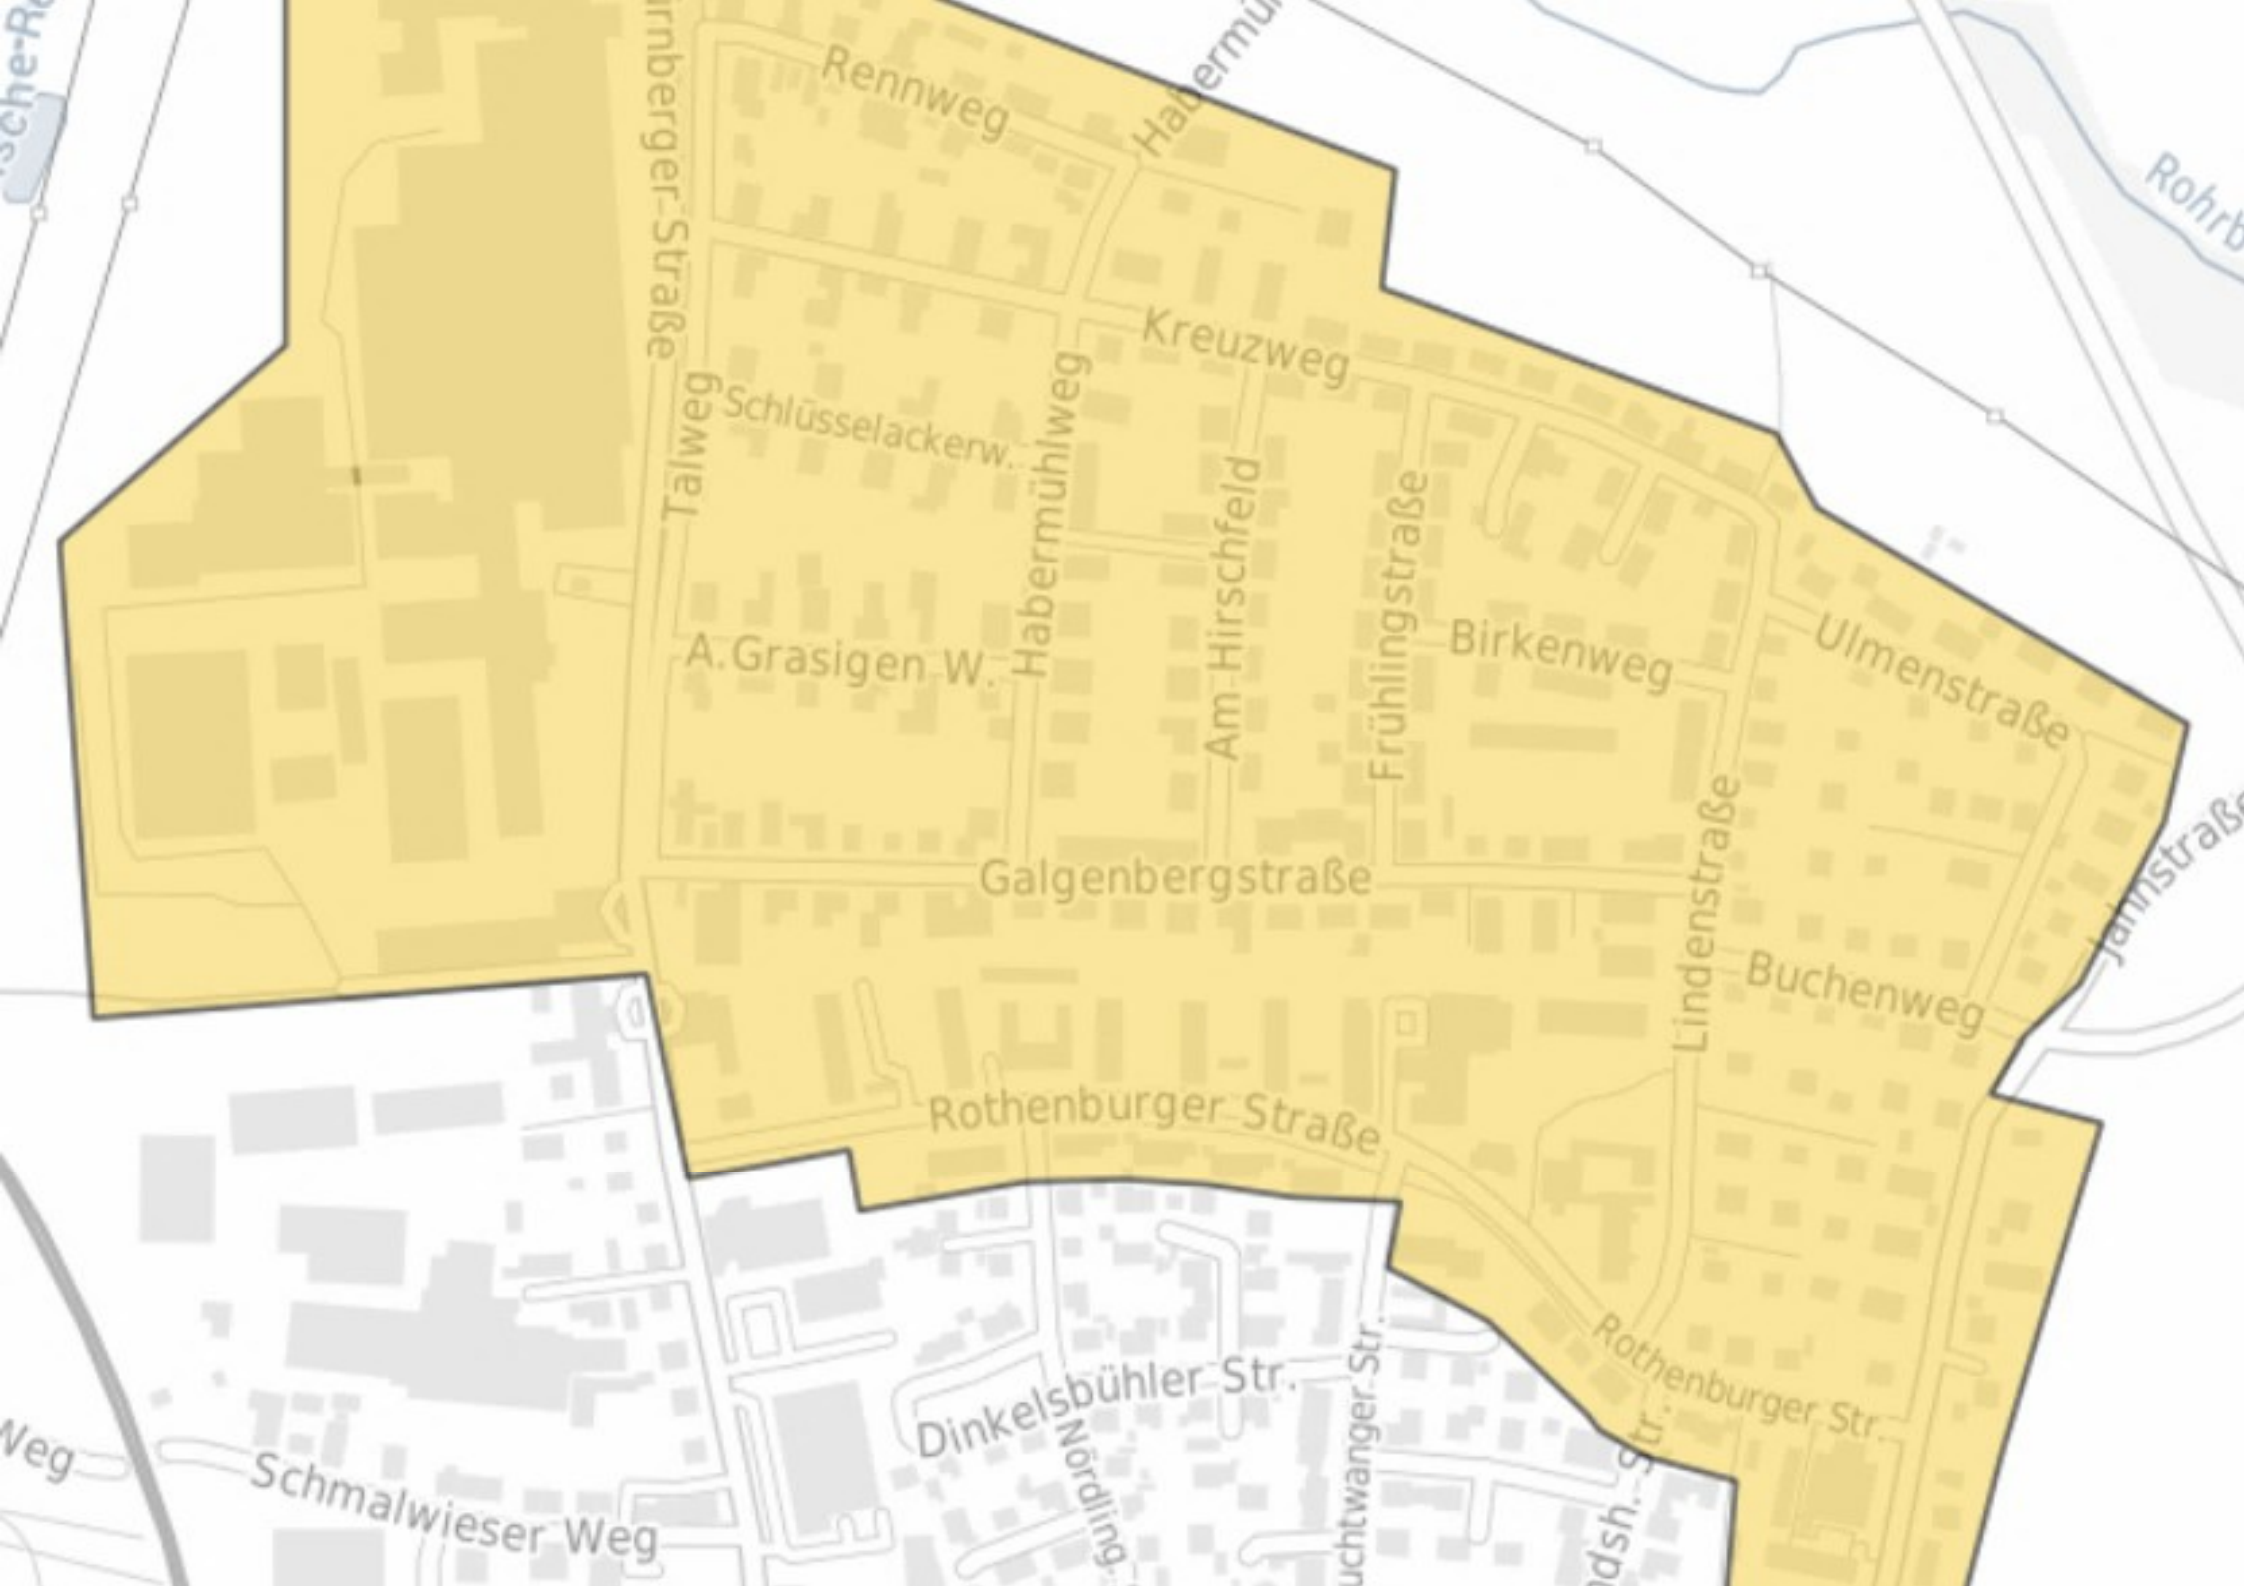 Rennweg
Kreuzweg
Talweg
Schlüsselackerw.
Habermühlweg
Am Hirschfeld
Frühlingstraße
Birkenweg
Ulmenstraße
A.Grasigen W.
Galgenbergstraße
Lindenstraße
Jahnstraße
Buchenweg
Rothenburger Straße
Rothenburger Str.
Dinkelsbühler Str.
Schmalwieser Weg
Weg